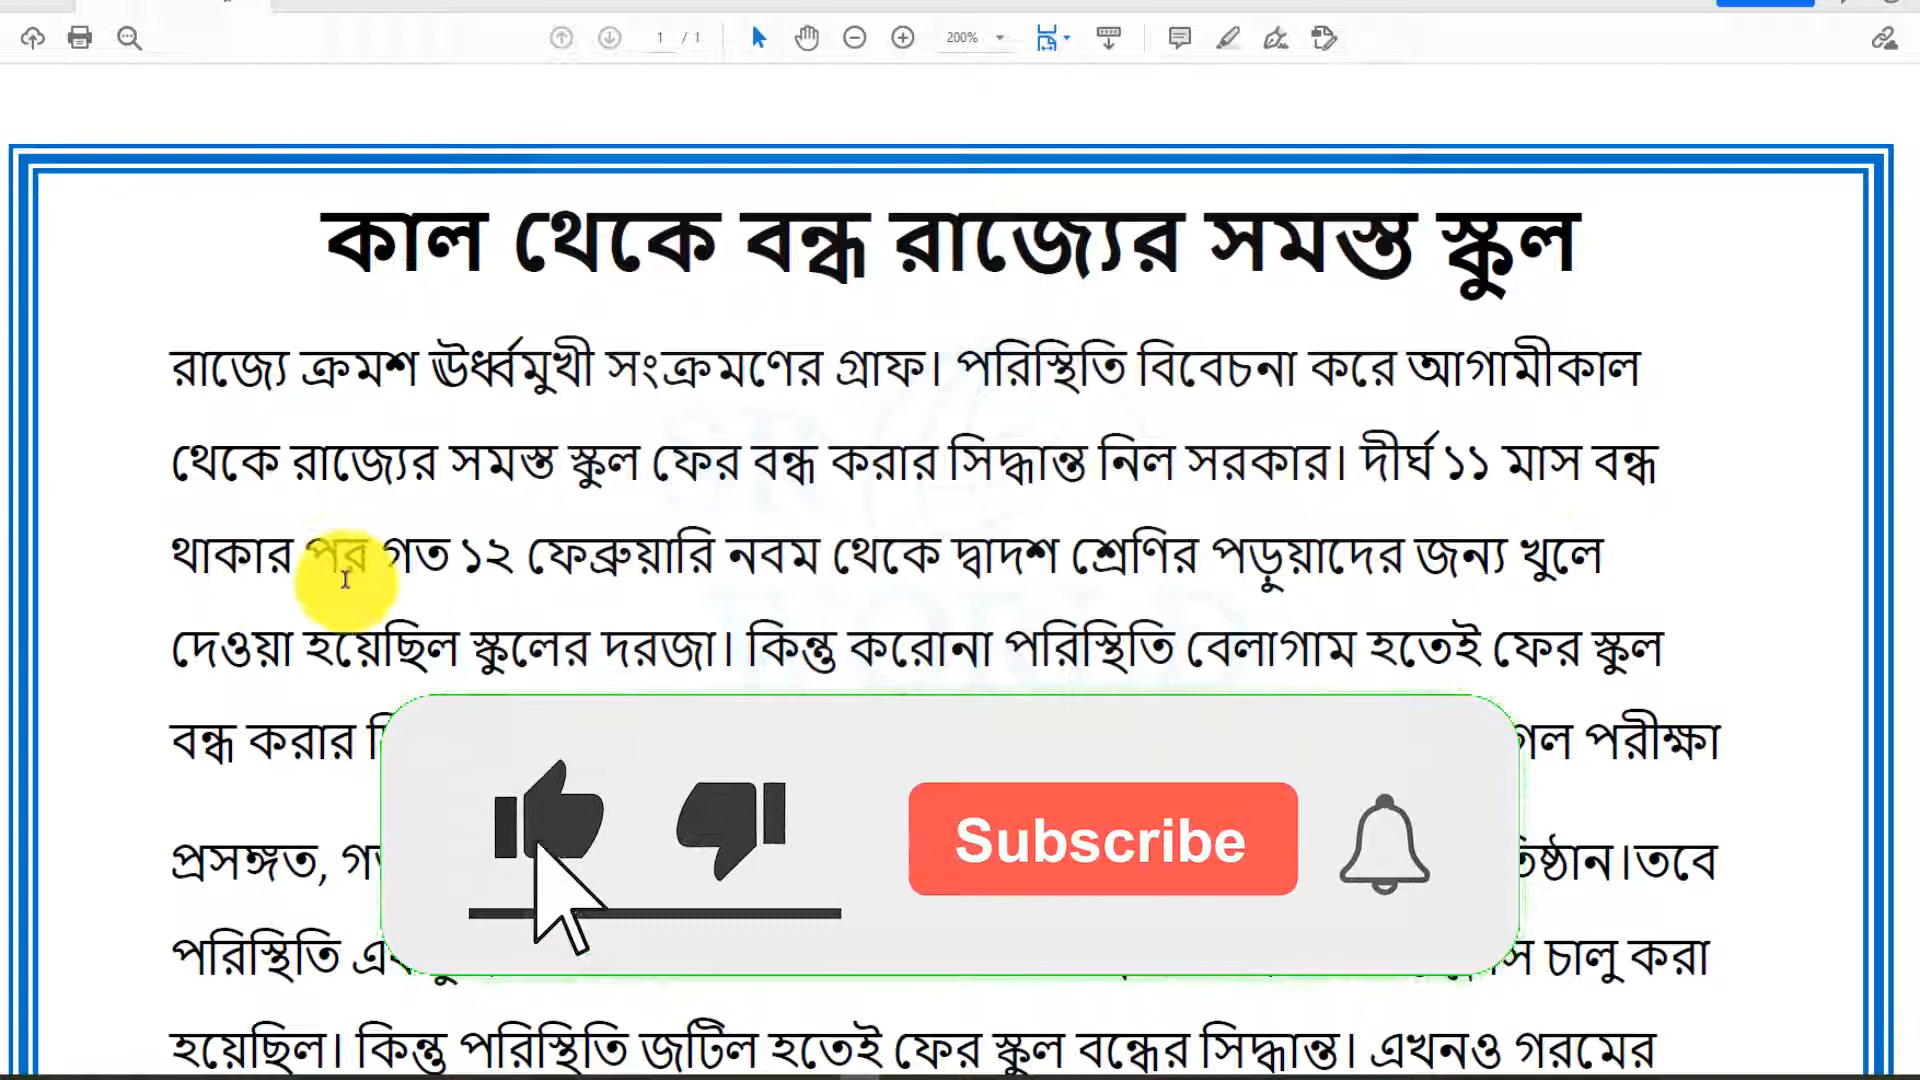 1 / 1
200%
কাল থেকে বন্ধ রাজ্যের সমস্ত স্কুল
রাজ্যে ক্রমশ ঊর্ধ্বমুখী সংক্রমণের গ্রাফ। পরিস্থিতি বিবেচনা করে আগামীকাল
থেকে রাজ্যের সমস্ত স্কুল ফের বন্ধ করার সিদ্ধান্ত নিল সরকার। দীর্ঘ ১১ মাস বন্ধ
থাকার পর গত ১২ ফেব্রুয়ারি নবম থেকে দ্বাদশ শ্রেণির পড়ুয়াদের জন্য খুলে
দেওয়া হয়েছিল স্কুলের দরজা। কিন্তু করোনা পরিস্থিতি বেলাগাম হতেই ফের স্কুল
বন্ধ করার পরীক্ষা
প্রসঙ্গত, তবে
পরিস্থিতি চালু করা
হয়েছিল। কিন্তু পরিস্থিতি জটিল হতেই ফের স্কুল বন্ধের সিদ্ধান্ত। এখনও গরমের
SR
WORLD
Subscribe